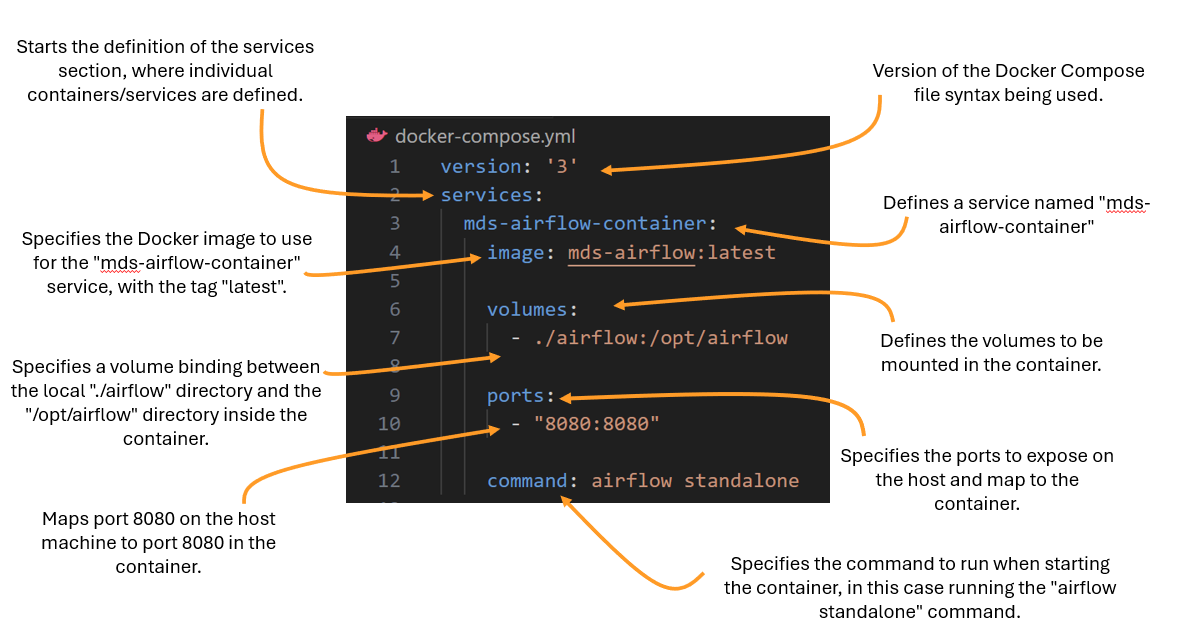 Starts the definition of the services
section, where individual
containers/services are defined.
Version of the Docker Compose
file syntax being used.
docker-compose.yml
1 version: '3'
2 services:
3 mds-airflow-container:
4 image: mds-airflow:latest
5
6 volumes:
7 - ./airflow:/opt/airflow
8
9 ports:
10 - "8080:8080"
11
12 command: airflow standalone
Defines a service named "mds-
airflow-container"
Specifies the Docker image to use
for the "mds-airflow-container"
service, with the tag "latest".
Defines the volumes to be
mounted in the container.
Specifies a volume binding between
the local "./airflow" directory and the
"/opt/airflow" directory inside the
container.
Specifies the ports to expose on
the host and map to the
container.
Maps port 8080 on the host
machine to port 8080 in the
container.
Specifies the command to run when starting
the container, in this case running the "airflow
standalone" command.